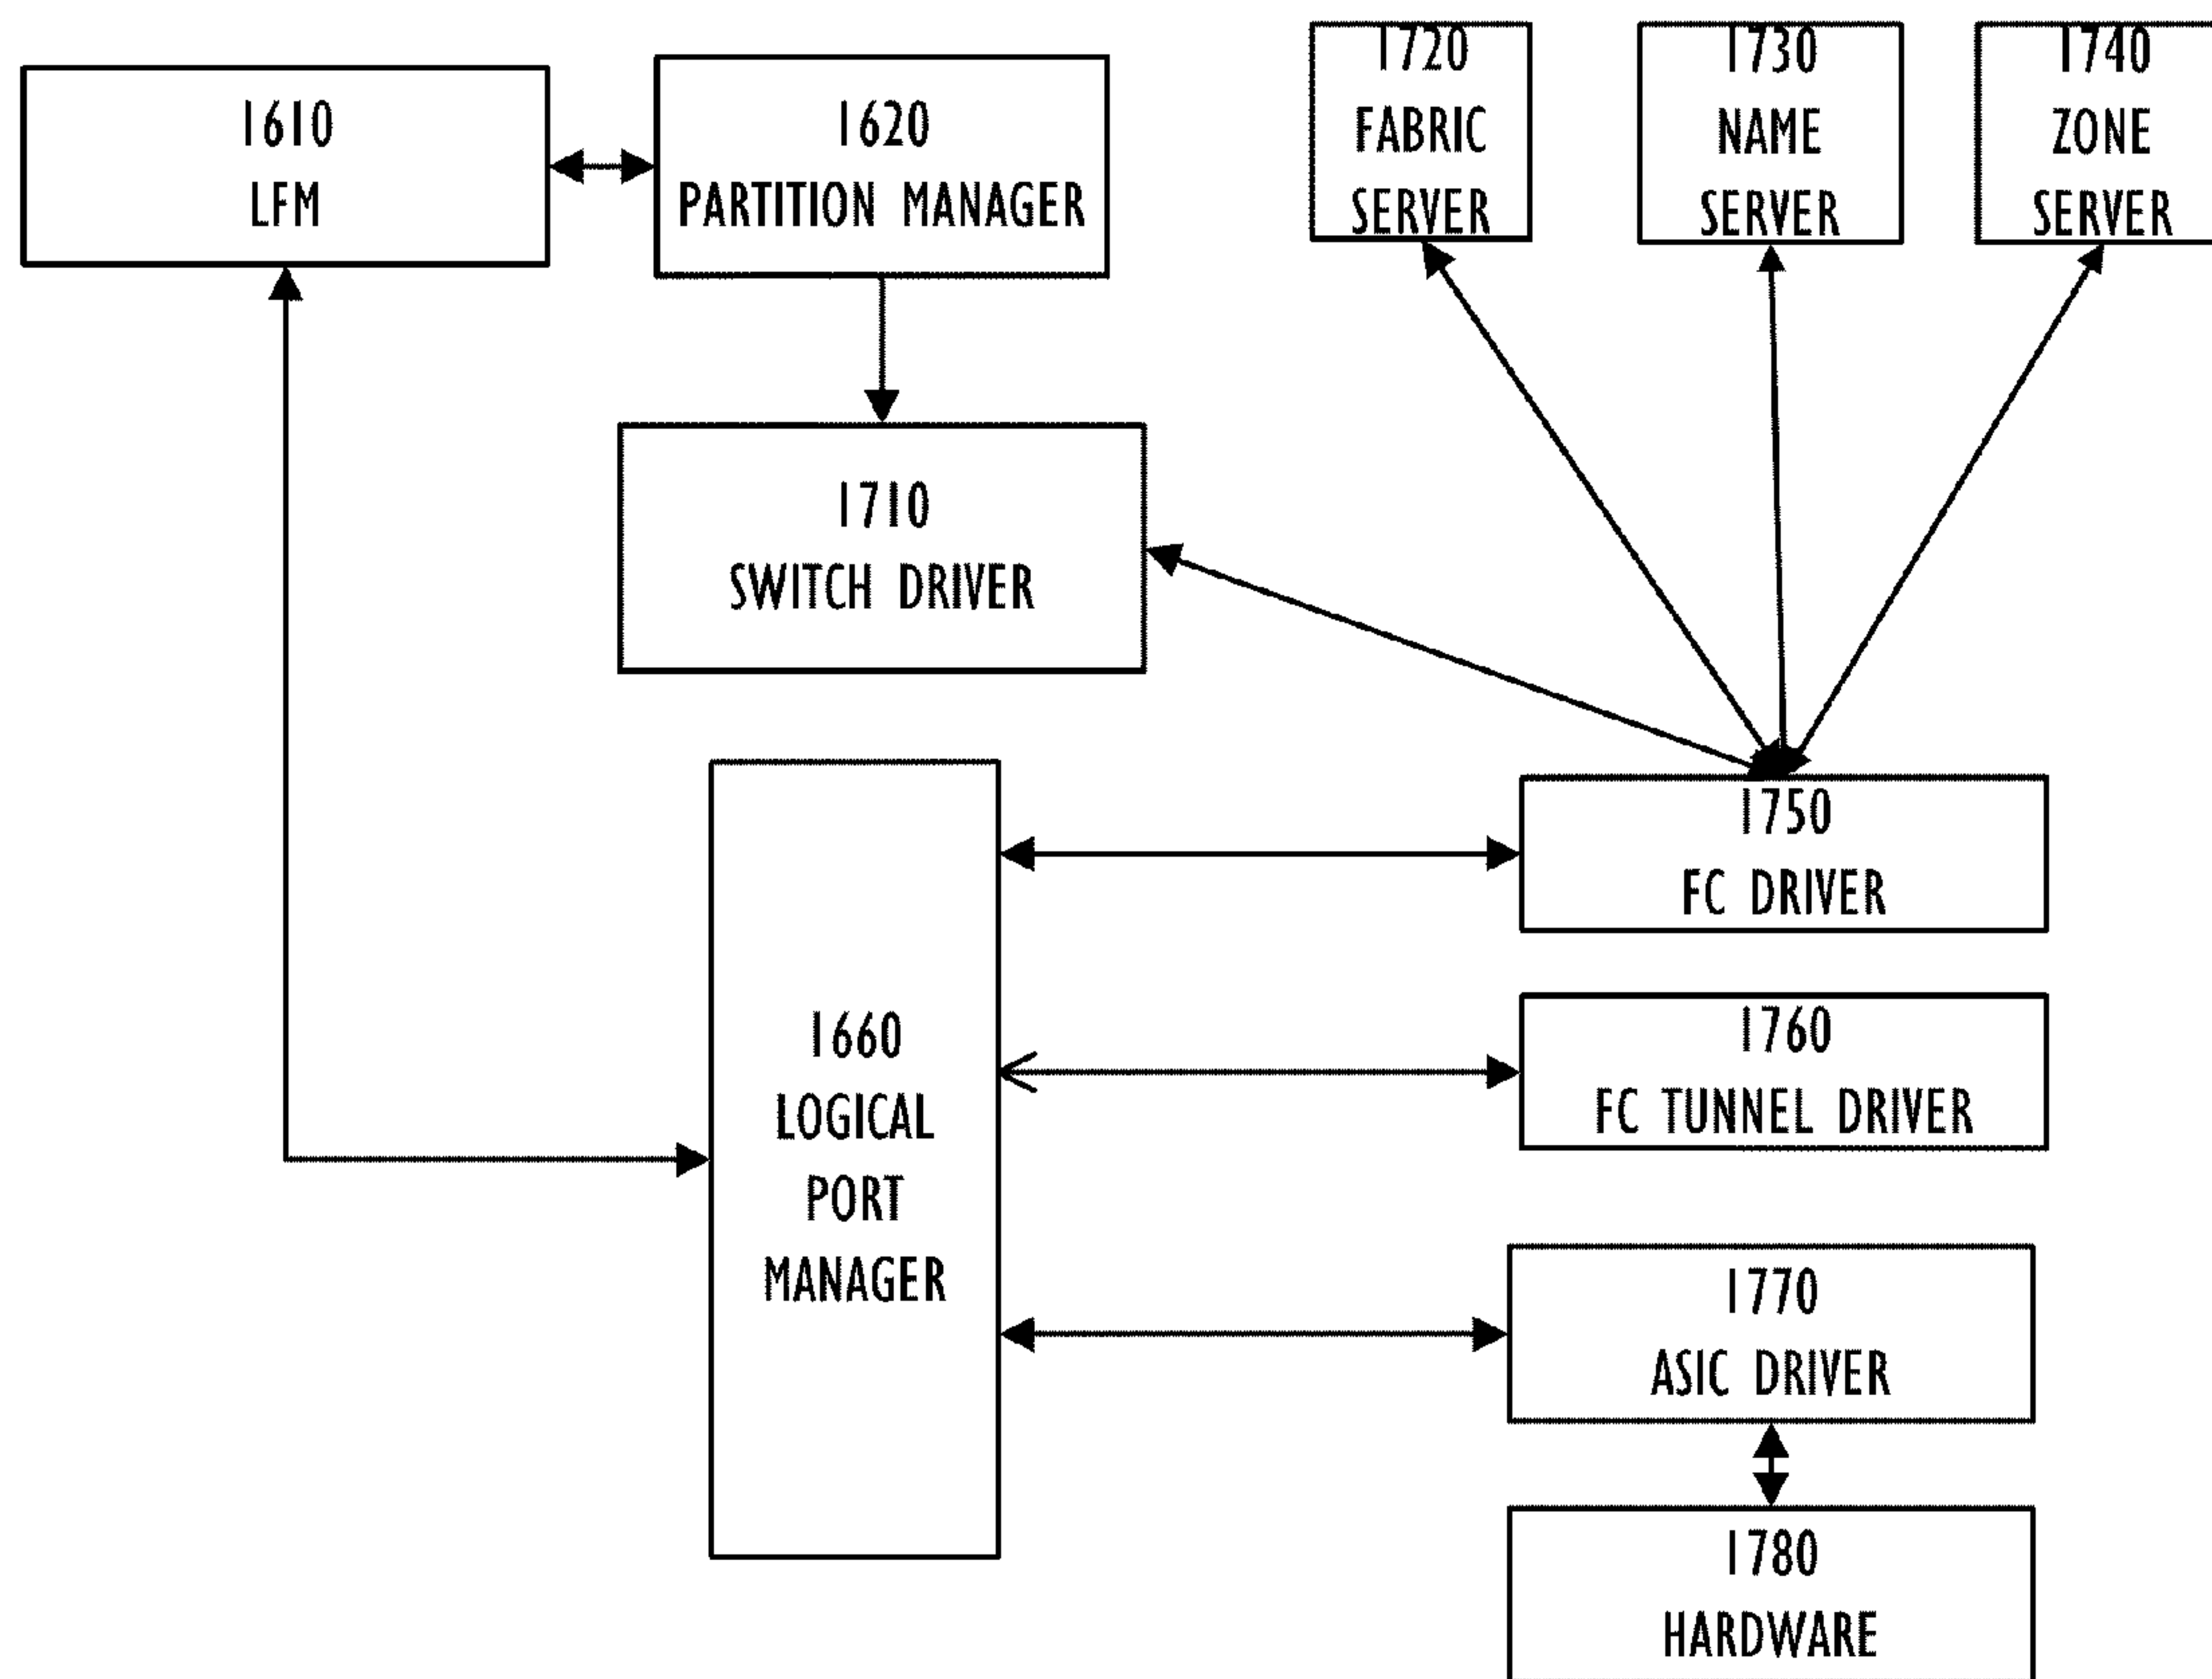 1610
LFM
1620
PARTITION MANAGER
1720
FABRIC
SERVER
1730
NAME
SERVER
1740
ZONE
SERVER
1710
SWITCH DRIVER
1750
FC DRIVER
1660
LOGICAL
PORT
MANAGER
1760
FC TUNNEL DRIVER
1770
ASIC DRIVER
1780
HARDWARE